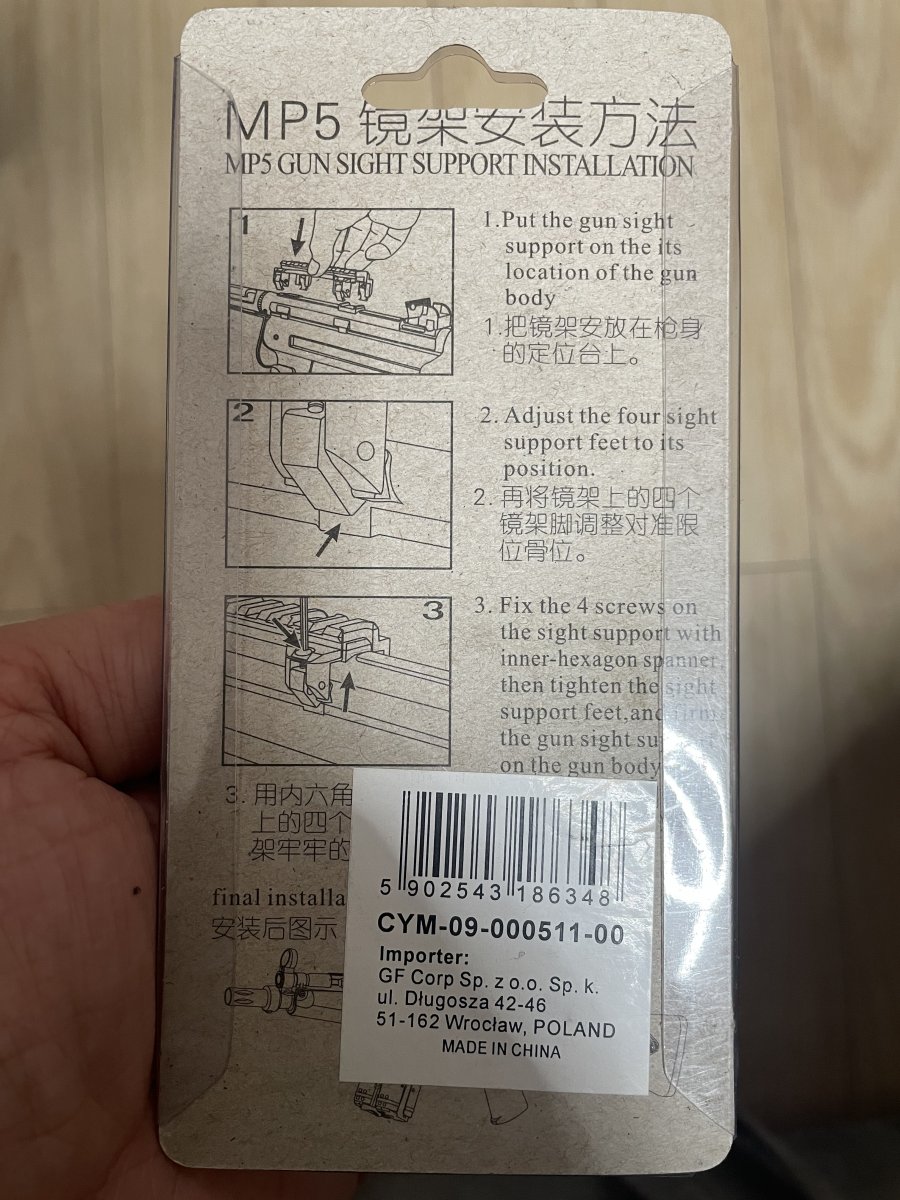 MP5 镜架安装方法
MP5 GUN SIGHT SUPPORT INSTALLATION
1
1.Put the gun sight
support on the its
location of the gun
body
1.把镜架安放在枪身
的定位台上。
2
2. Adjust the four sight
support feet to its
position.
2. 再将镜架上的四个
镜架脚调整对准限
位骨位。
3
3. Fix the 4 screws on
the sight support with
inner-hexagon spanner,
then tighten the sight
support feet,and firm
the gun sight su
on the gun body
3. 用内六角
上的四个
架牢牢的
final installa
安装后图示
5 902543 186348
CYM-09-000511-00
Importer:
GF Corp Sp. z o.o. Sp. k.
ul. Długosza 42-46
51-162 Wrocław, POLAND
MADE IN CHINA